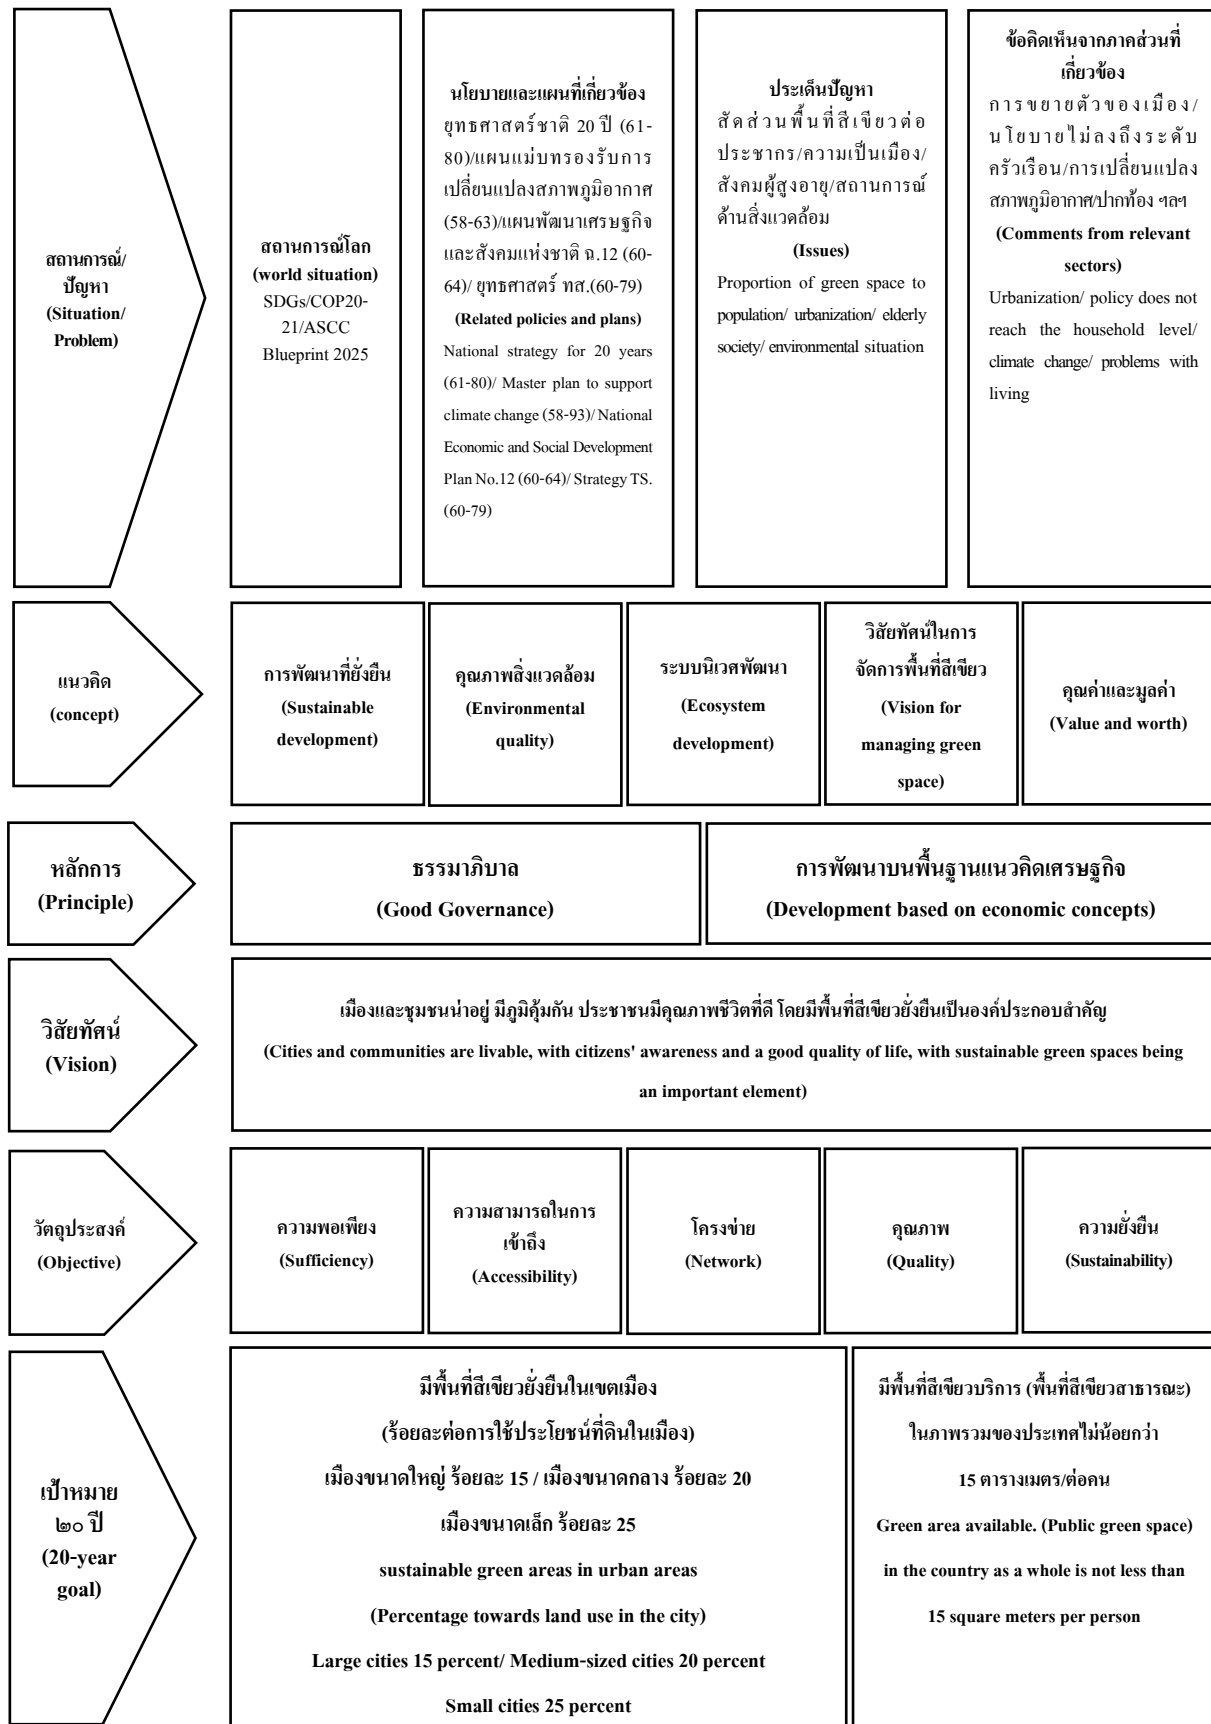 สถานการณ์/
ปัญหา
(Situation/
Problem)
สถานการณ์โลก
(world situation)
SDGs/COP20-
21/ASCC
Blueprint 2025
นโยบายและแผนที่เกี่ยวข้อง
ยุทธศาสตร์ชาติ 20 ปี (61-
80)/แผนแม่บทรองรับการ
เปลี่ยนแปลงสภาพภูมิอากาศ
(58-63)/แผนพัฒนาเศรษฐกิจ
และสังคมแห่งชาติ ฉ.12 (60-
64)/ ยุทธศาสตร์ ทส.(60-79)
(Related policies and plans)
National strategy for 20 years
(61-80)/ Master plan to support
climate change (58-93)/ National
Economic and Social Development
Plan No.12 (60-64)/ Strategy TS.
(60-79)
ประเด็นปัญหา
สัดส่วนพื้นที่สีเขียวต่อ
ประชากร/ความเป็นเมือง/
สังคมผู้สูงอายุ/สถานการณ์
ด้านสิ่งแวดล้อม
(Issues)
Proportion of green space to
population/ urbanization/ elderly
society/ environmental situation
ข้อคิดเห็นจากภาคส่วนที่
เกี่ยวข้อง
การขยายตัวของเมือง/
นโยบายไม่ลงถึงระดับ
ครัวเรือน/การเปลี่ยนแปลง
สภาพภูมิอากาศ/ปากท้อง ฯลฯ
(Comments from relevant
sectors)
Urbanization/ policy does not
reach the household level/
climate change/ problems with
living
แนวคิด
(concept)
การพัฒนาที่ยั่งยืน
(Sustainable
development)
คุณภาพสิ่งแวดล้อม
(Environmental
quality)
ระบบนิเวศพัฒนา
(Ecosystem
development)
วิสัยทัศน์ในการ
จัดการพื้นที่สีเขียว
(Vision for
managing green
space)
คุณค่าและมูลค่า
(Value and worth)
หลักการ
(Principle)
ธรรมาภิบาล
(Good Governance)
การพัฒนาบนพื้นฐานแนวคิดเศรษฐกิจ
(Development based on economic concepts)
วิสัยทัศน์
(Vision)
เมืองและชุมชนน่าอยู่ มีภูมิคุ้มกัน ประชาชนมีคุณภาพชีวิตที่ดี โดยมีพื้นที่สีเขียวยั่งยืนเป็นองค์ประกอบสำคัญ
(Cities and communities are livable, with citizens' awareness and a good quality of life, with sustainable green spaces being
an important element)
วัตถุประสงค์
(Objective)
ความพอเพียง
(Sufficiency)
ความสามารถในการ
เข้าถึง
(Accessibility)
โครงข่าย
(Network)
คุณภาพ
(Quality)
ความยั่งยืน
(Sustainability)
เป้าหมาย
๒๐ ปี
(20-year
goal)
มีพื้นที่สีเขียวยั่งยืนในเขตเมือง
(ร้อยละต่อการใช้ประโยชน์ที่ดินในเมือง)
เมืองขนาดใหญ่ ร้อยละ 15 / เมืองขนาดกลาง ร้อยละ 20
เมืองขนาดเล็ก ร้อยละ 25
sustainable green areas in urban areas
(Percentage towards land use in the city)
Large cities 15 percent/ Medium-sized cities 20 percent
Small cities 25 percent
มีพื้นที่สีเขียวบริการ (พื้นที่สีเขียวสาธารณะ)
ในภาพรวมของประเทศไม่น้อยกว่า
15 ตารางเมตร/ต่อคน
Green area available. (Public green space)
in the country as a whole is not less than
15 square meters per person